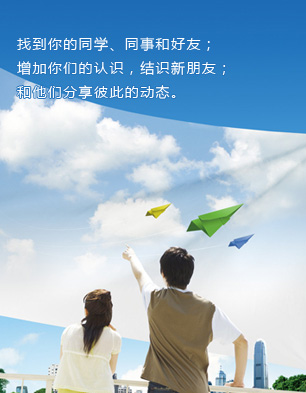 找到你的同学、同事和好友；
增加你们的认识，结识新朋友；
和他们分享彼此的动态。